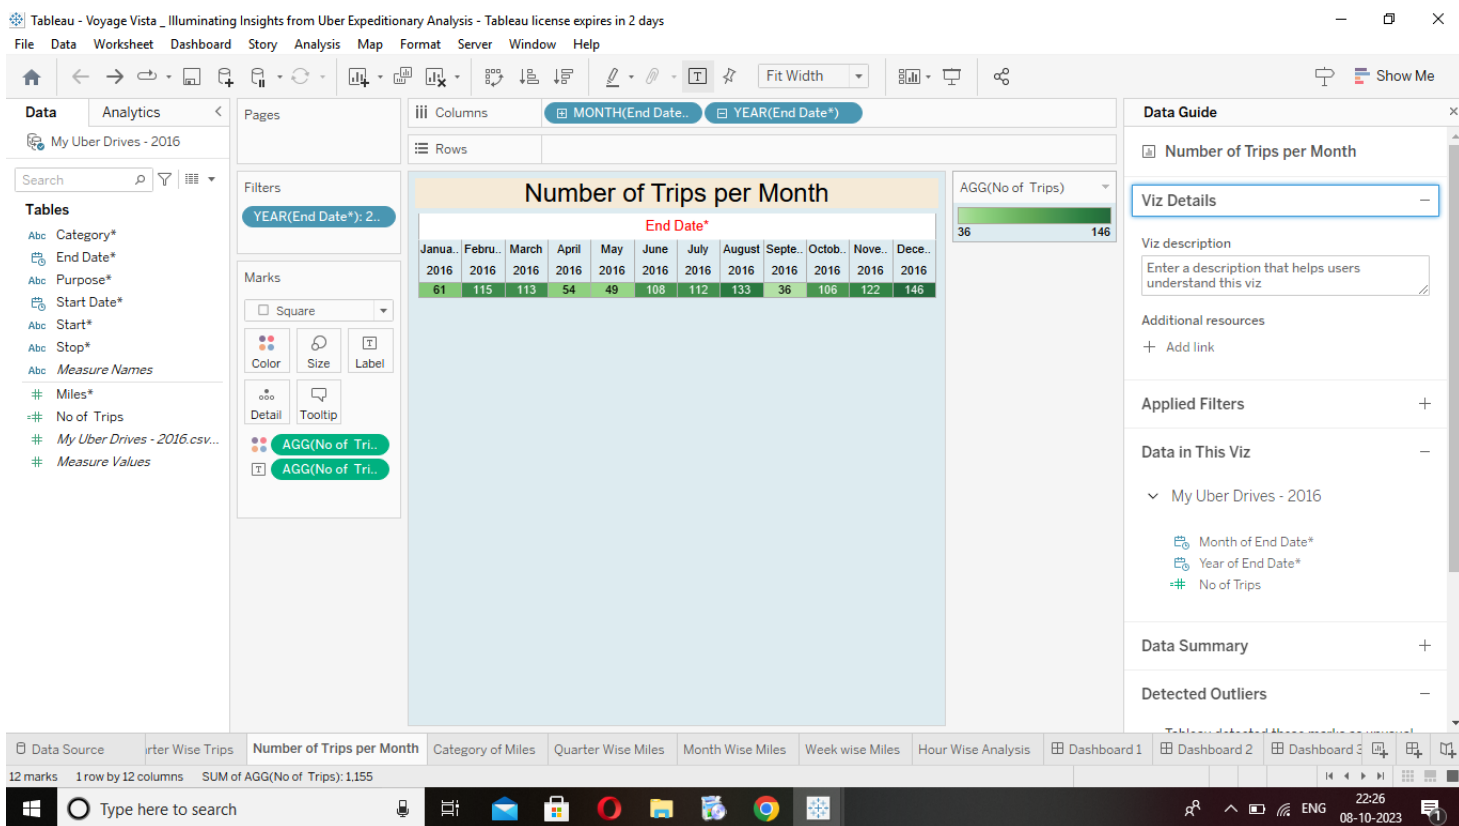 Tableau - Voyage Vista _ Illuminating Insights from Uber Expeditionary Analysis - Tableau license expires in 2 days
File Data Worksheet Dashboard Story Analysis Map Format Server Window Help
Fit Width
Show Me
Data Analytics
My Uber Drives - 2016
Search
Tables
Abc Category*
End Date*
Abc Purpose*
Start Date*
Abc Start*
Abc Stop*
Abc Measure Names
# Miles*
=# No of Trips
# My Uber Drives - 2016.csv...
# Measure Values
Pages
Filters
YEAR(End Date*): 2..
Marks
Square
Color Size Label
Detail Tooltip
AGG(No of Tri..
T AGG(No of Tri..
Columns MONTH(End Date.. YEAR(End Date*)
Rows
Number of Trips per Month
End Date*
Janua.. Febru.. March April May June July August Septe.. Octob.. Nove.. Dece..
2016 2016 2016 2016 2016 2016 2016 2016 2016 2016 2016 2016
61 115 113 54 49 108 112 133 36 106 122 146
AGG(No of Trips)
36 146
Data Guide
Number of Trips per Month
Viz Details
Viz description
Enter a description that helps users
understand this viz
Additional resources
Add link
Applied Filters
Data in This Viz
My Uber Drives - 2016
Month of End Date*
Year of End Date*
=# No of Trips
Data Summary
Detected Outliers
Data Source rter Wise Trips Number of Trips per Month Category of Miles Quarter Wise Miles Month Wise Miles Week wise Miles Hour Wise Analysis Dashboard 1 Dashboard 2 Dashboard 3
12 marks 1 row by 12 columns SUM of AGG(No of Trips): 1,155
Type here to search
ENG
22:26
08-10-2023
1